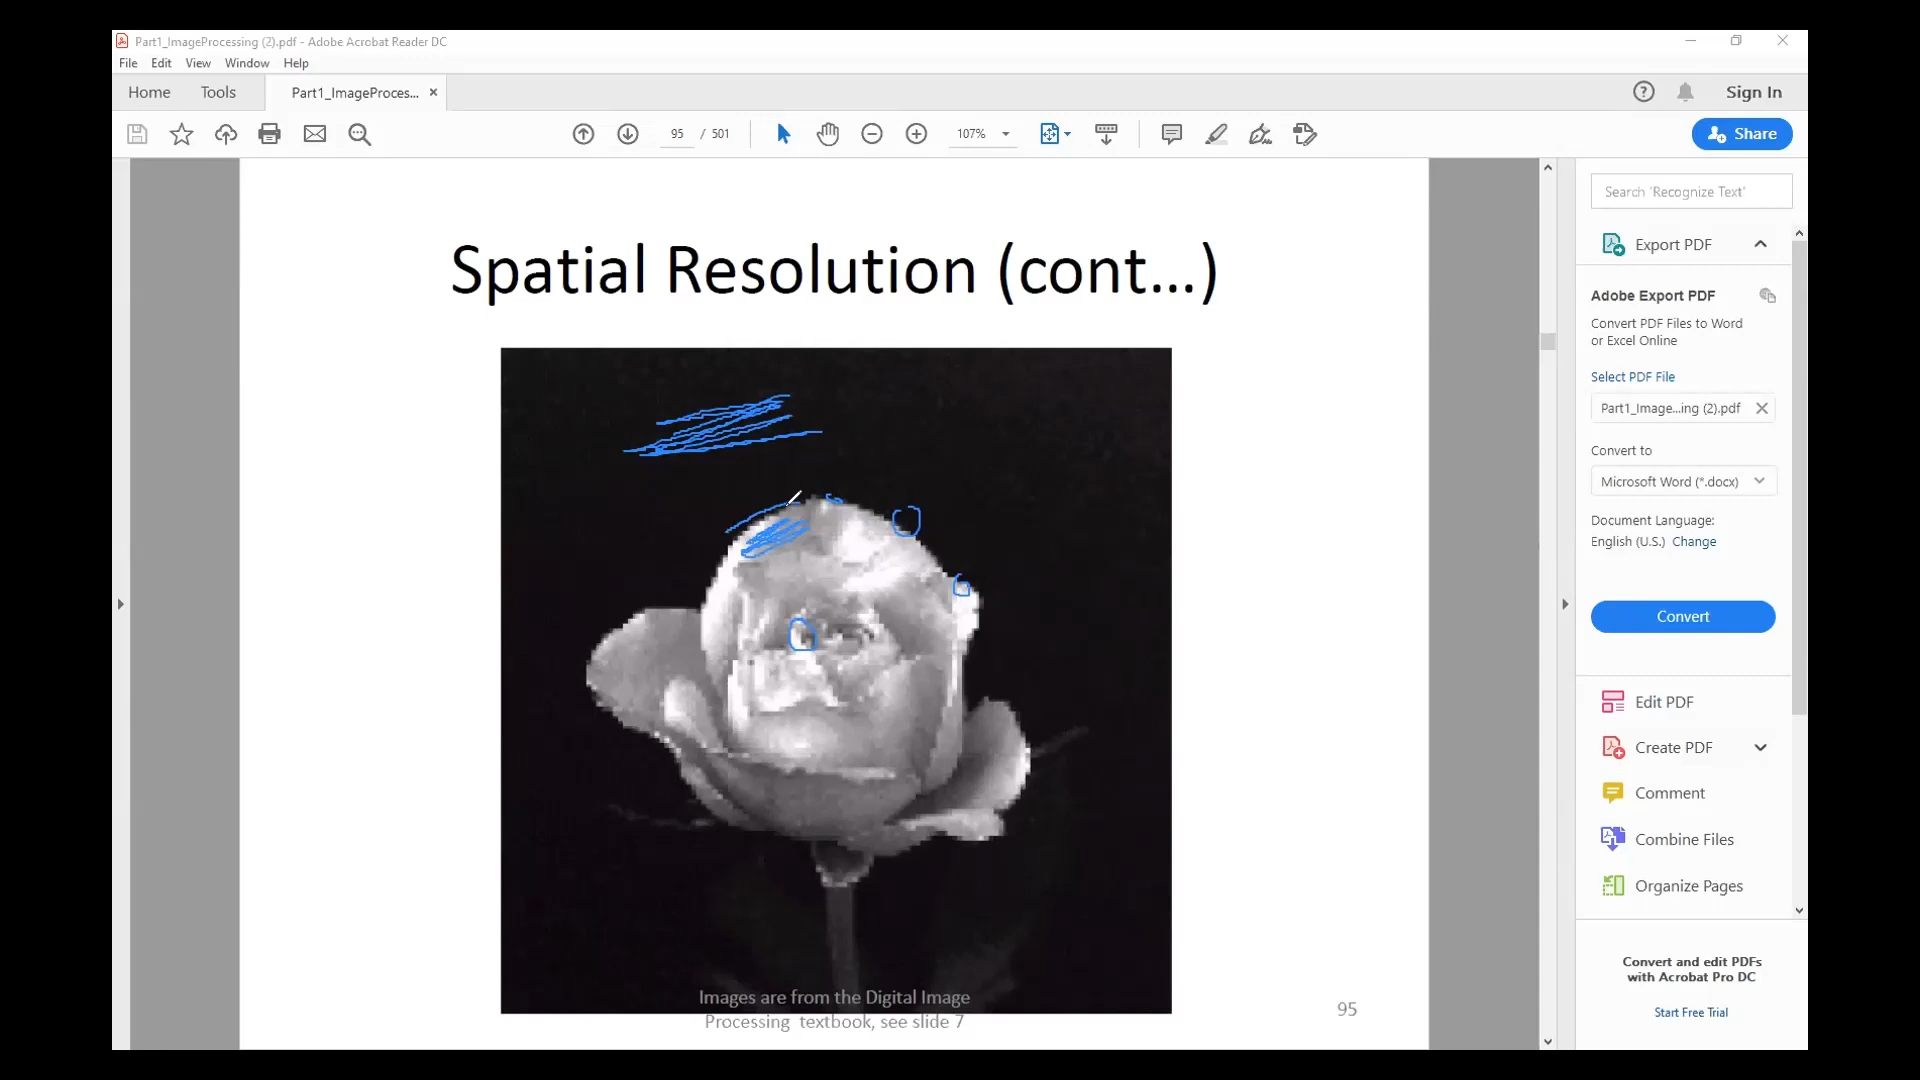 Part1_ImageProcessing (2).pdf - Adobe Acrobat Reader DC
File Edit View Window Help
Home Tools Part1_ImageProces... ×
Sign In
95 / 501
107%
Share
Spatial Resolution (cont…)
Images are from the Digital Image
Processing textbook, see slide 7
95
Search 'Recognize Text'
Export PDF
Adobe Export PDF
Convert PDF Files to Word
or Excel Online
Select PDF File
Part1_Image...ing (2).pdf
Convert to
Microsoft Word (*.docx)
Document Language:
English (U.S.) Change
Convert
Edit PDF
Create PDF
Comment
Combine Files
Organize Pages
Convert and edit PDFs
with Acrobat Pro DC
Start Free Trial